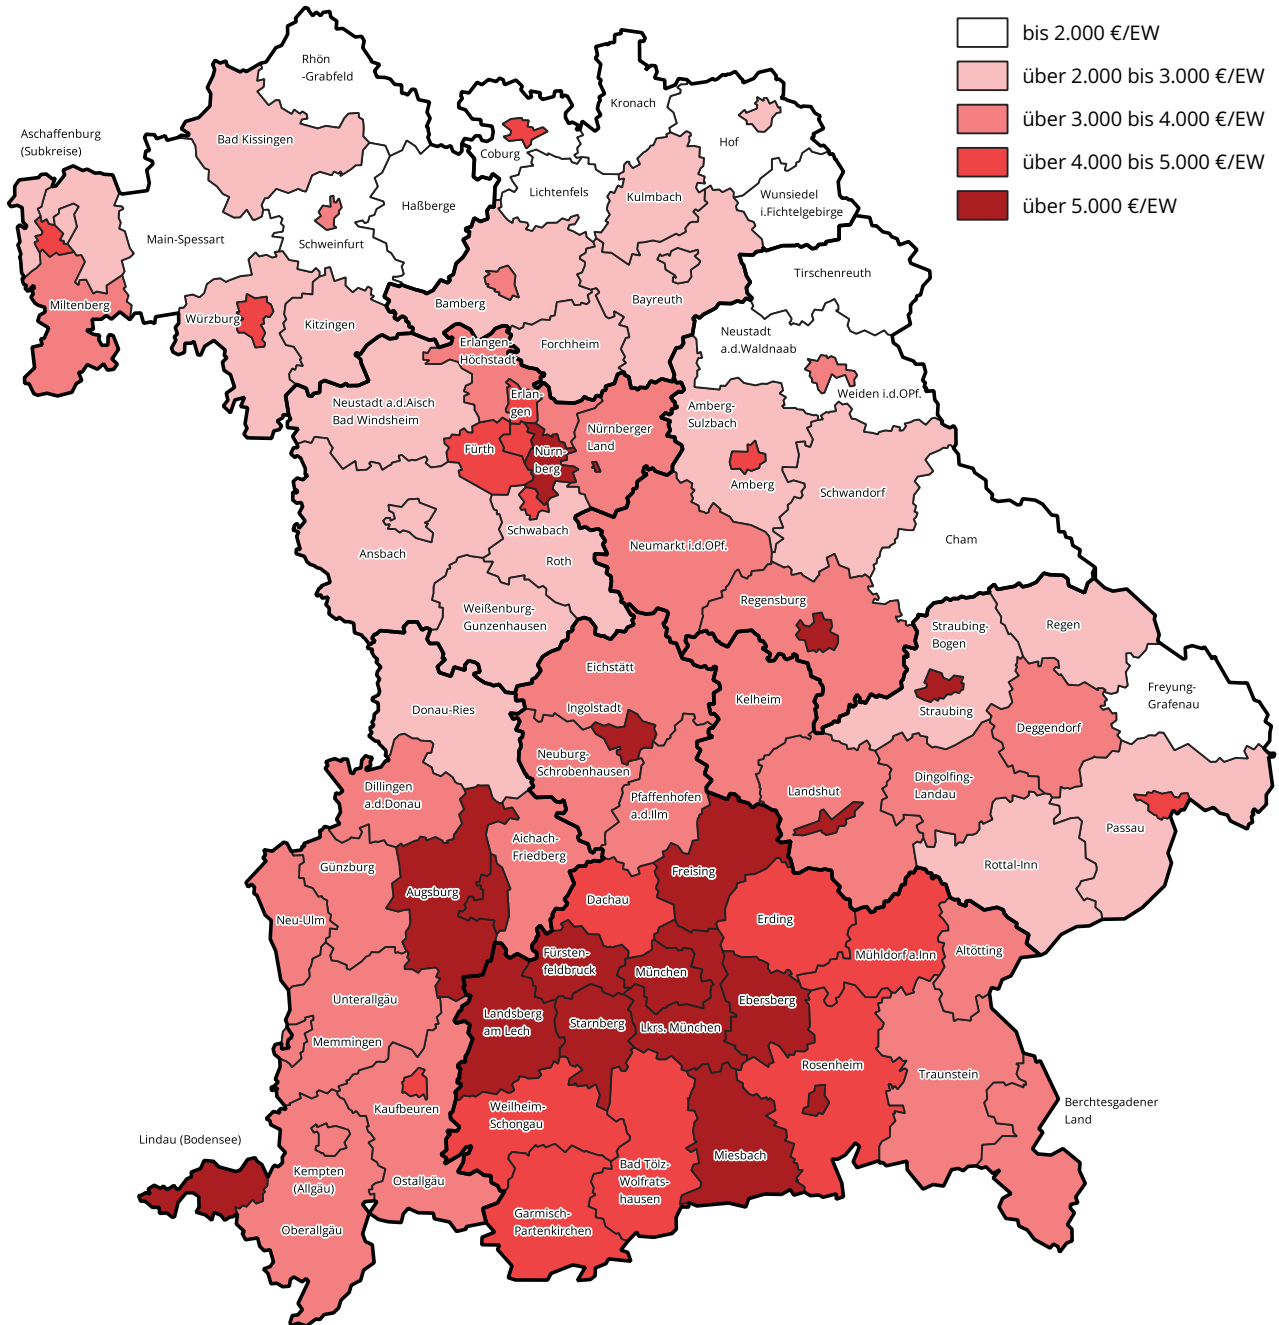 bis 2.000 €/EW
über 2.000 bis 3.000 €/EW
über 3.000 bis 4.000 €/EW
über 4.000 bis 5.000 €/EW
über 5.000 €/EW
Rhön
-Grabfeld
Kronach
Aschaffenburg
(Subkreise)
Bad Kissingen
Hof
Coburg
Lichtenfels
Kulmbach
Wunsiedel
i.Fichtelgebirge
Haßberge
Main-Spessart
Schweinfurt
Tirschenreuth
Miltenberg
Würzburg
Kitzingen
Bamberg
Bayreuth
Neustadt
a.d.Waldnaab
Erlangen-
Höchstadt
Forchheim
Weiden i.d.OPf.
Erlan-
gen
Neustadt a.d.Aisch
Bad Windsheim
Amberg-
Sulzbach
Nürnberger
Land
Fürth
Nürn-
berg
Amberg
Schwandorf
Schwabach
Ansbach
Roth
Neumarkt i.d.OPf.
Cham
Weißenburg-
Gunzenhausen
Regensburg
Straubing-
Bogen
Regen
Eichstätt
Freyung-
Grafenau
Kelheim
Donau-Ries
Ingolstadt
Straubing
Deggendorf
Neuburg-
Schrobenhausen
Dillingen
a.d.Donau
Pfaffenhofen
a.d.Ilm
Landshut
Dingolfing-
Landau
Passau
Aichach-
Friedberg
Günzburg
Rottal-Inn
Augsburg
Freising
Dachau
Neu-Ulm
Erding
Mühldorf a.Inn
Altötting
Fürsten-
feldbruck
München
Unterallgäu
Ebersberg
Landsberg
am Lech
Starnberg
Lkrs. München
Memmingen
Rosenheim
Traunstein
Kaufbeuren
Weilheim-
Schongau
Berchtesgadener
Land
Lindau (Bodensee)
Miesbach
Kempten
(Allgäu)
Ostallgäu
Bad Tölz-
Wolfrats-
hausen
Garmisch-
Partenkirchen
Oberallgäu